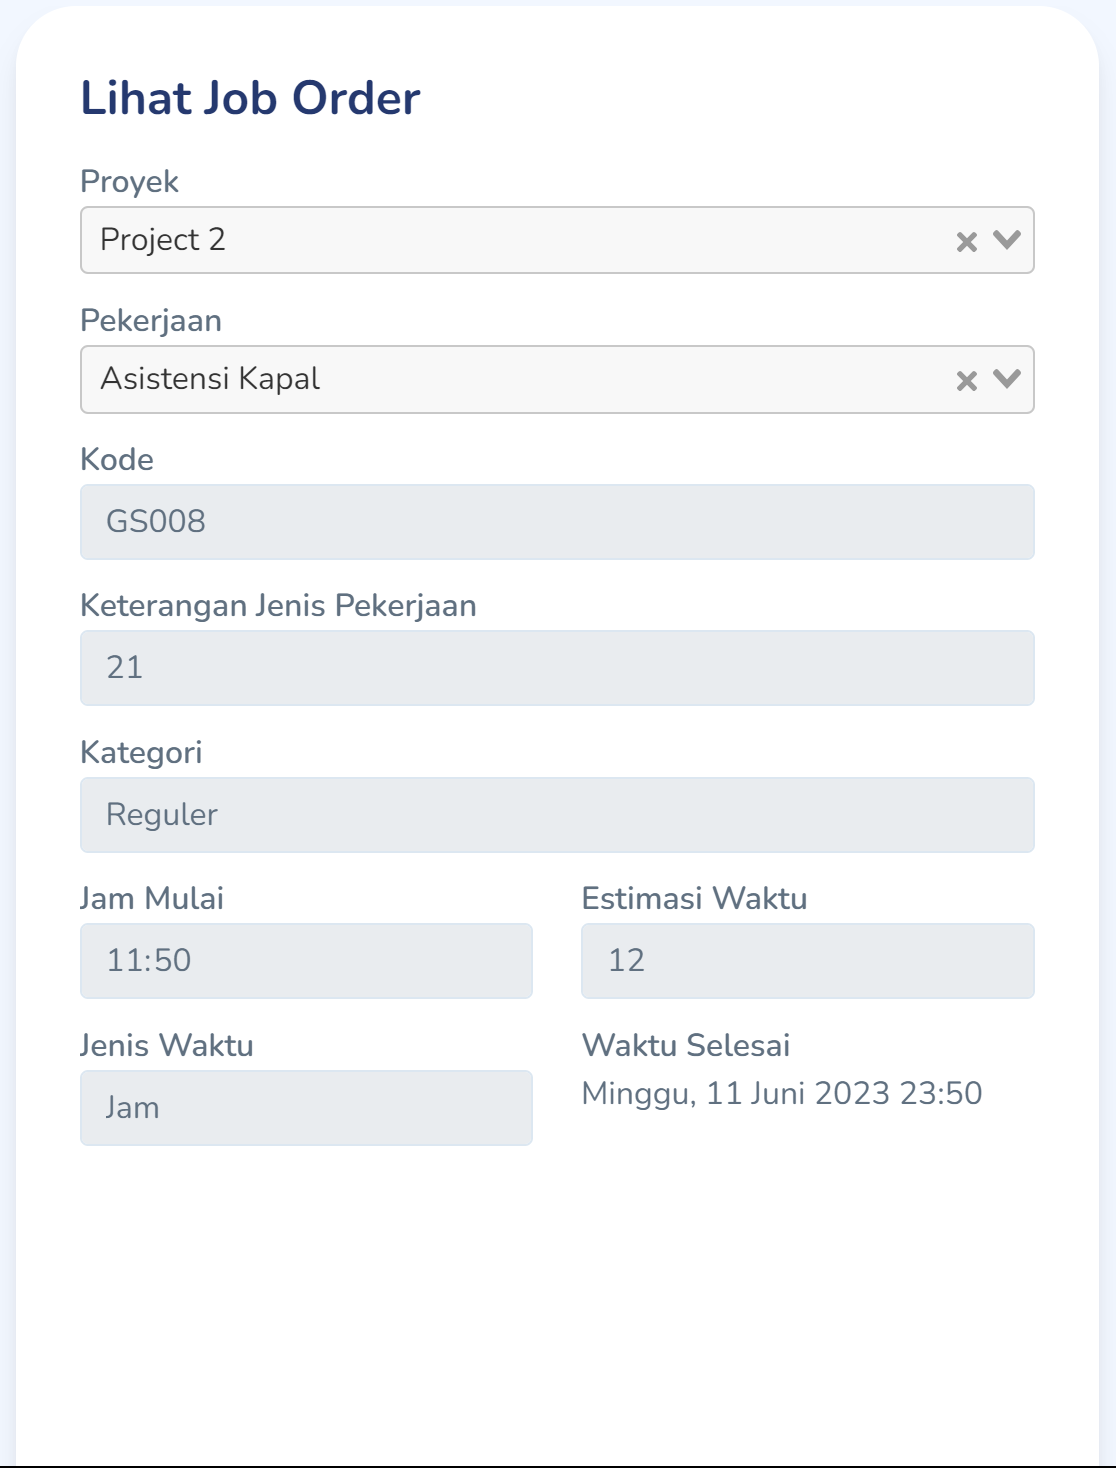 Lihat Job Order
Proyek
Project 2
Pekerjaan
Asistensi Kapal
Kode
GS008
Keterangan Jenis Pekerjaan
21
Kategori
Reguler
Jam Mulai
11:50
Estimasi Waktu
12
Jenis Waktu
Jam
Waktu Selesai
Minggu, 11 Juni 2023 23:50